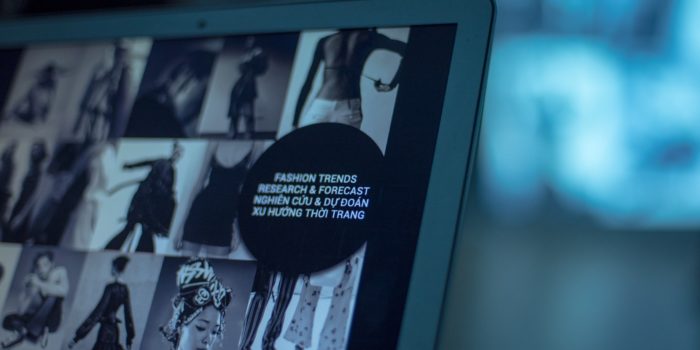 FASHION TRENDS
RESEARCH & FORECAST
NGHIÊN CỨU & DỰ ĐOÁN
XU HƯỚNG THỜI TRANG